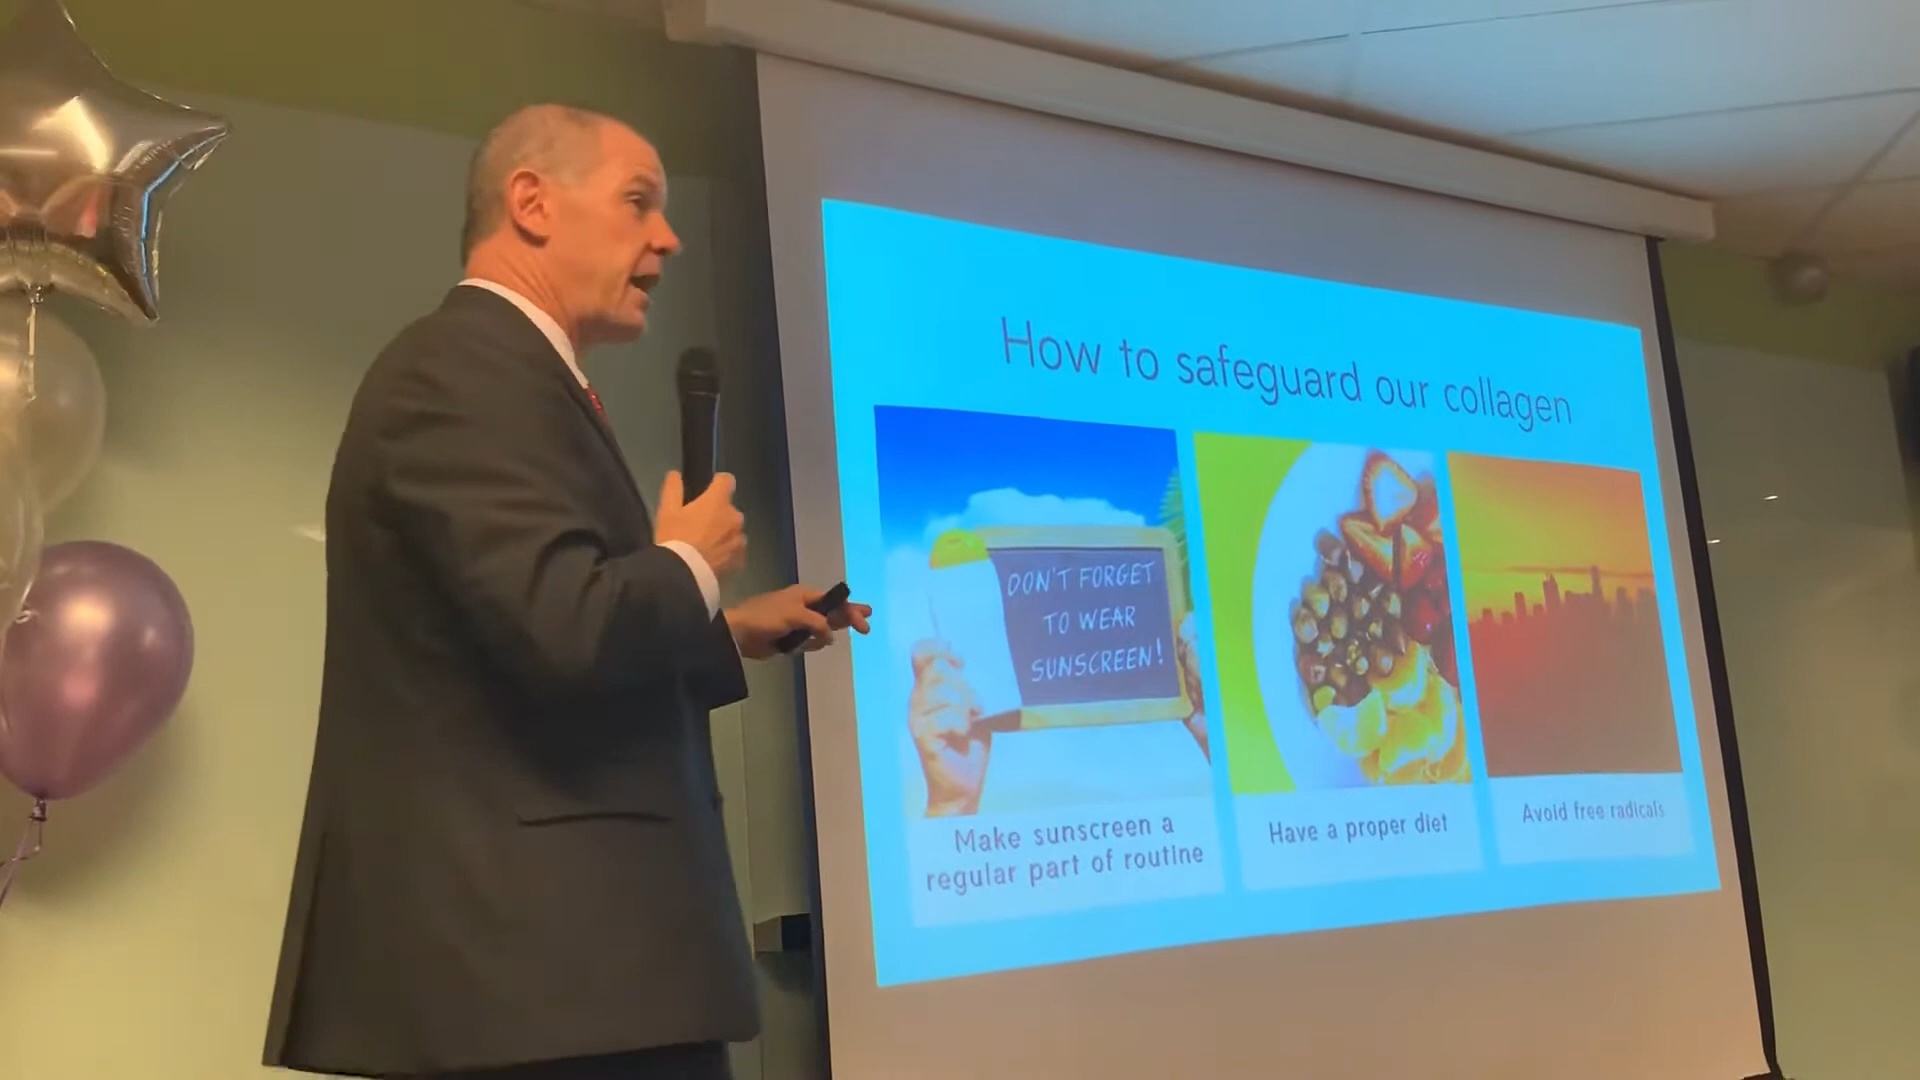 How to safeguard our collagen
DON'T FORGET
TO WEAR
SUNSCREEN!
Make sunscreen a
regular part of routine
Have a proper diet
Avoid free radicals